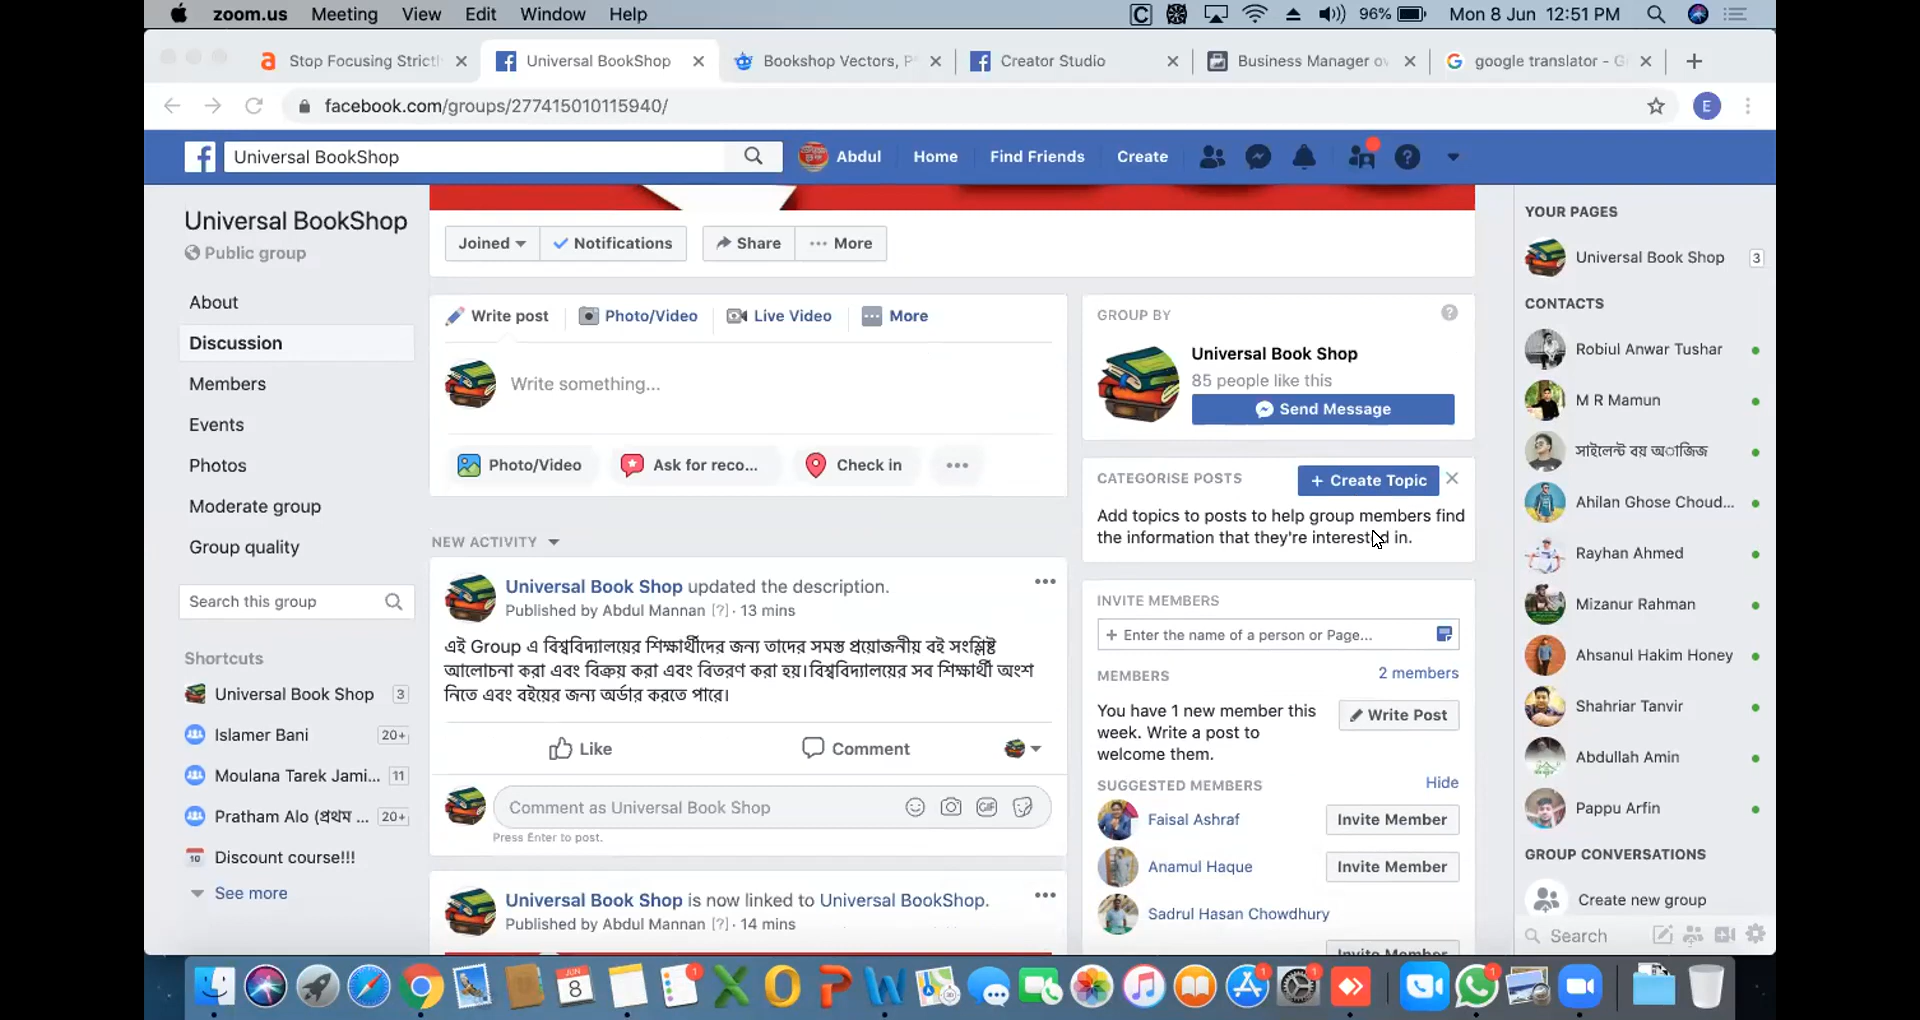 zoom.us Meeting View Edit Window Help
96% Mon 8 Jun 12:51 PM
Stop Focusing Strictl
Universal BookShop
Bookshop Vectors, P
Creator Studio
Business Manager ov
google translator - G
facebook.com/groups/277415010115940/
E
Universal BookShop
Abdul
Home
Find Friends
Create
Universal BookShop
Public group
About
Discussion
Members
Events
Photos
Moderate group
Group quality
Search this group
Shortcuts
Universal Book Shop 3
Islamer Bani 20+
Moulana Tarek Jami... 11
Pratham Alo (প্রথম ... 20+
Discount course!!!
See more
Joined
Notifications
Share
More
Write post
Photo/Video
Live Video
More
Write something...
Photo/Video
Ask for reco...
Check in
NEW ACTIVITY
Universal Book Shop updated the description.
Published by Abdul Mannan [?] · 13 mins
এই Group এ বিশ্ববিদ্যালয়ের শিক্ষার্থীদের জন্য তাদের সমস্ত প্রয়োজনীয় বই সংশ্লিষ্ট
আলোচনা করা এবং বিক্রয় করা এবং বিতরণ করা হয়।বিশ্ববিদ্যালয়ের সব শিক্ষার্থী অংশ
নিতে এবং বইয়ের জন্য অর্ডার করতে পারে।
Like
Comment
Comment as Universal Book Shop
GIF
Press Enter to post.
Universal Book Shop is now linked to Universal BookShop.
Published by Abdul Mannan [?] · 14 mins
GROUP BY
Universal Book Shop
85 people like this
Send Message
CATEGORISE POSTS
+ Create Topic
Add topics to posts to help group members find
the information that they're interested in.
INVITE MEMBERS
+ Enter the name of a person or Page...
MEMBERS
2 members
You have 1 new member this
week. Write a post to
welcome them.
Write Post
SUGGESTED MEMBERS
Hide
Faisal Ashraf
Invite Member
Anamul Haque
Invite Member
Sadrul Hasan Chowdhury
Invite Member
YOUR PAGES
Universal Book Shop 3
CONTACTS
Robiul Anwar Tushar
M R Mamun
সাইলেন্ট বয় অাজিজ
Ahilan Ghose Choud...
Rayhan Ahmed
Mizanur Rahman
Ahsanul Hakim Honey
Shahriar Tanvir
Abdullah Amin
Pappu Arfin
GROUP CONVERSATIONS
Create new group
Search
JUN
8